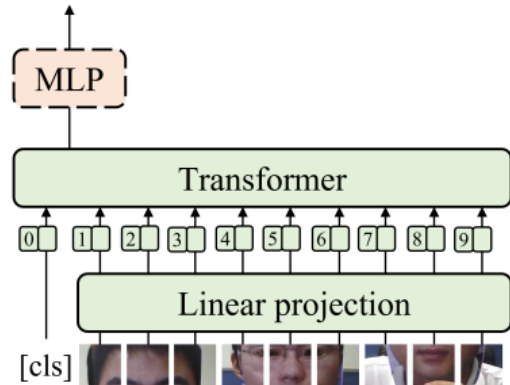 MLP
Transformer
0 1 2 3 4 5 6 7 8 9
Linear projection
[cls]